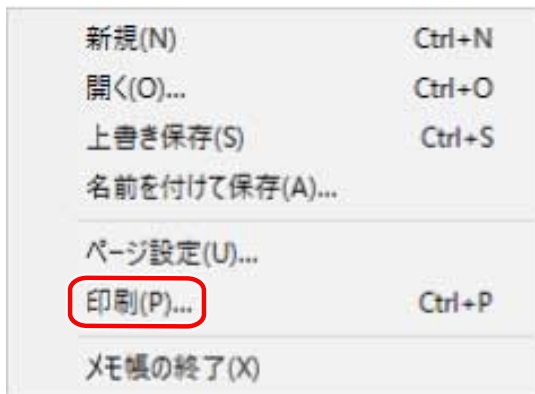 新規(N) Ctrl+N
開く(O)... Ctrl+O
上書き保存(S) Ctrl+S
名前を付けて保存(A)...
ページ設定(U)...
印刷(P)... Ctrl+P
メモ帳の終了(X)